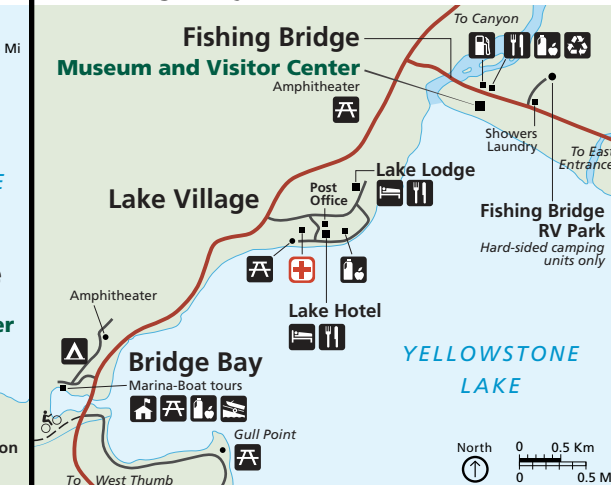 To Canyon
Fishing Bridge
Mi
Museum and Visitor Center
Amphitheater
Showers
Laundry
To East
Entrance
Lake Lodge
Post
Office
Lake Village
Fishing Bridge
RV Park
Hard-sided camping
units only
Amphitheater
Lake Hotel
er
YELLOWSTONE
LAKE
Bridge Bay
Marina-Boat tours
Gull Point
on
North
0 0.5 Km
0 0.5 M
To West Thumb